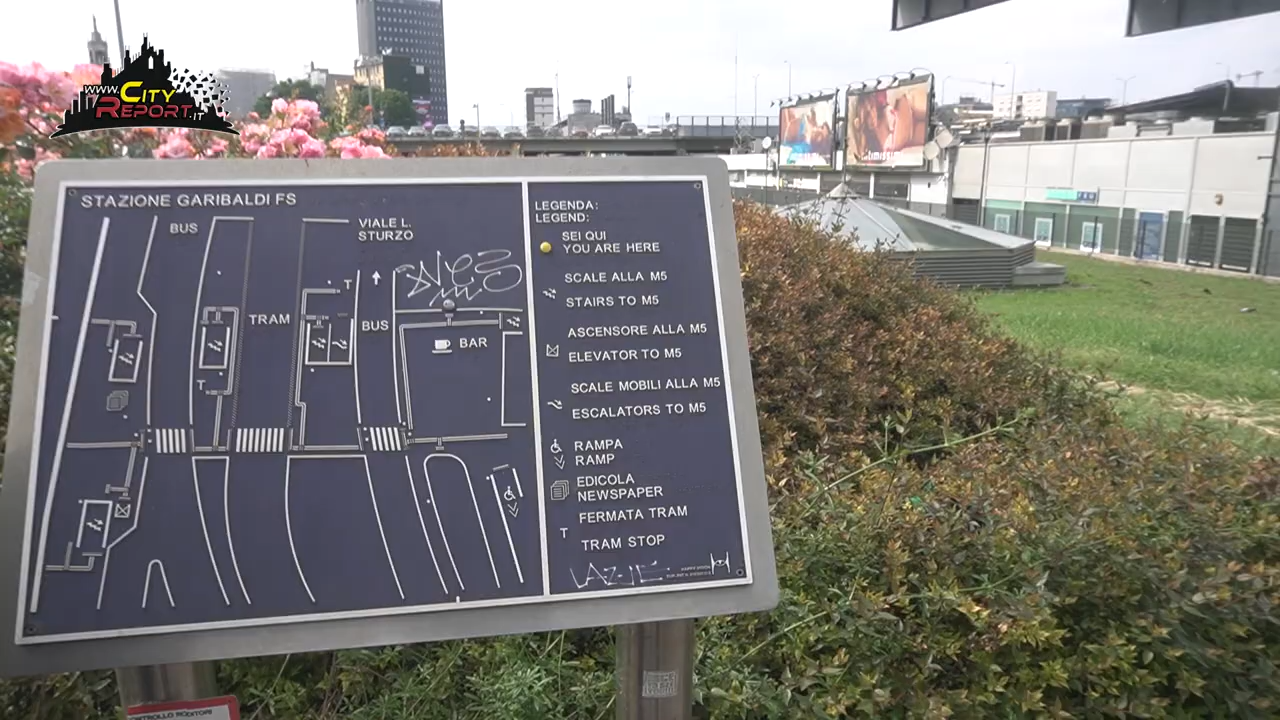 www.CITY
REPORT.IT
STAZIONE GARIBALDI FS
BUS
VIALE L.
STURZO
TRAM
BUS
BAR
T
T
LEGENDA:
LEGEND:
SEI QUI
YOU ARE HERE
SCALE ALLA M5
STAIRS TO M5
ASCENSORE ALLA M5
ELEVATOR TO M5
SCALE MOBILI ALLA M5
ESCALATORS TO M5
RAMPA
RAMP
EDICOLA
NEWSPAPER
FERMATA TRAM
T
TRAM STOP